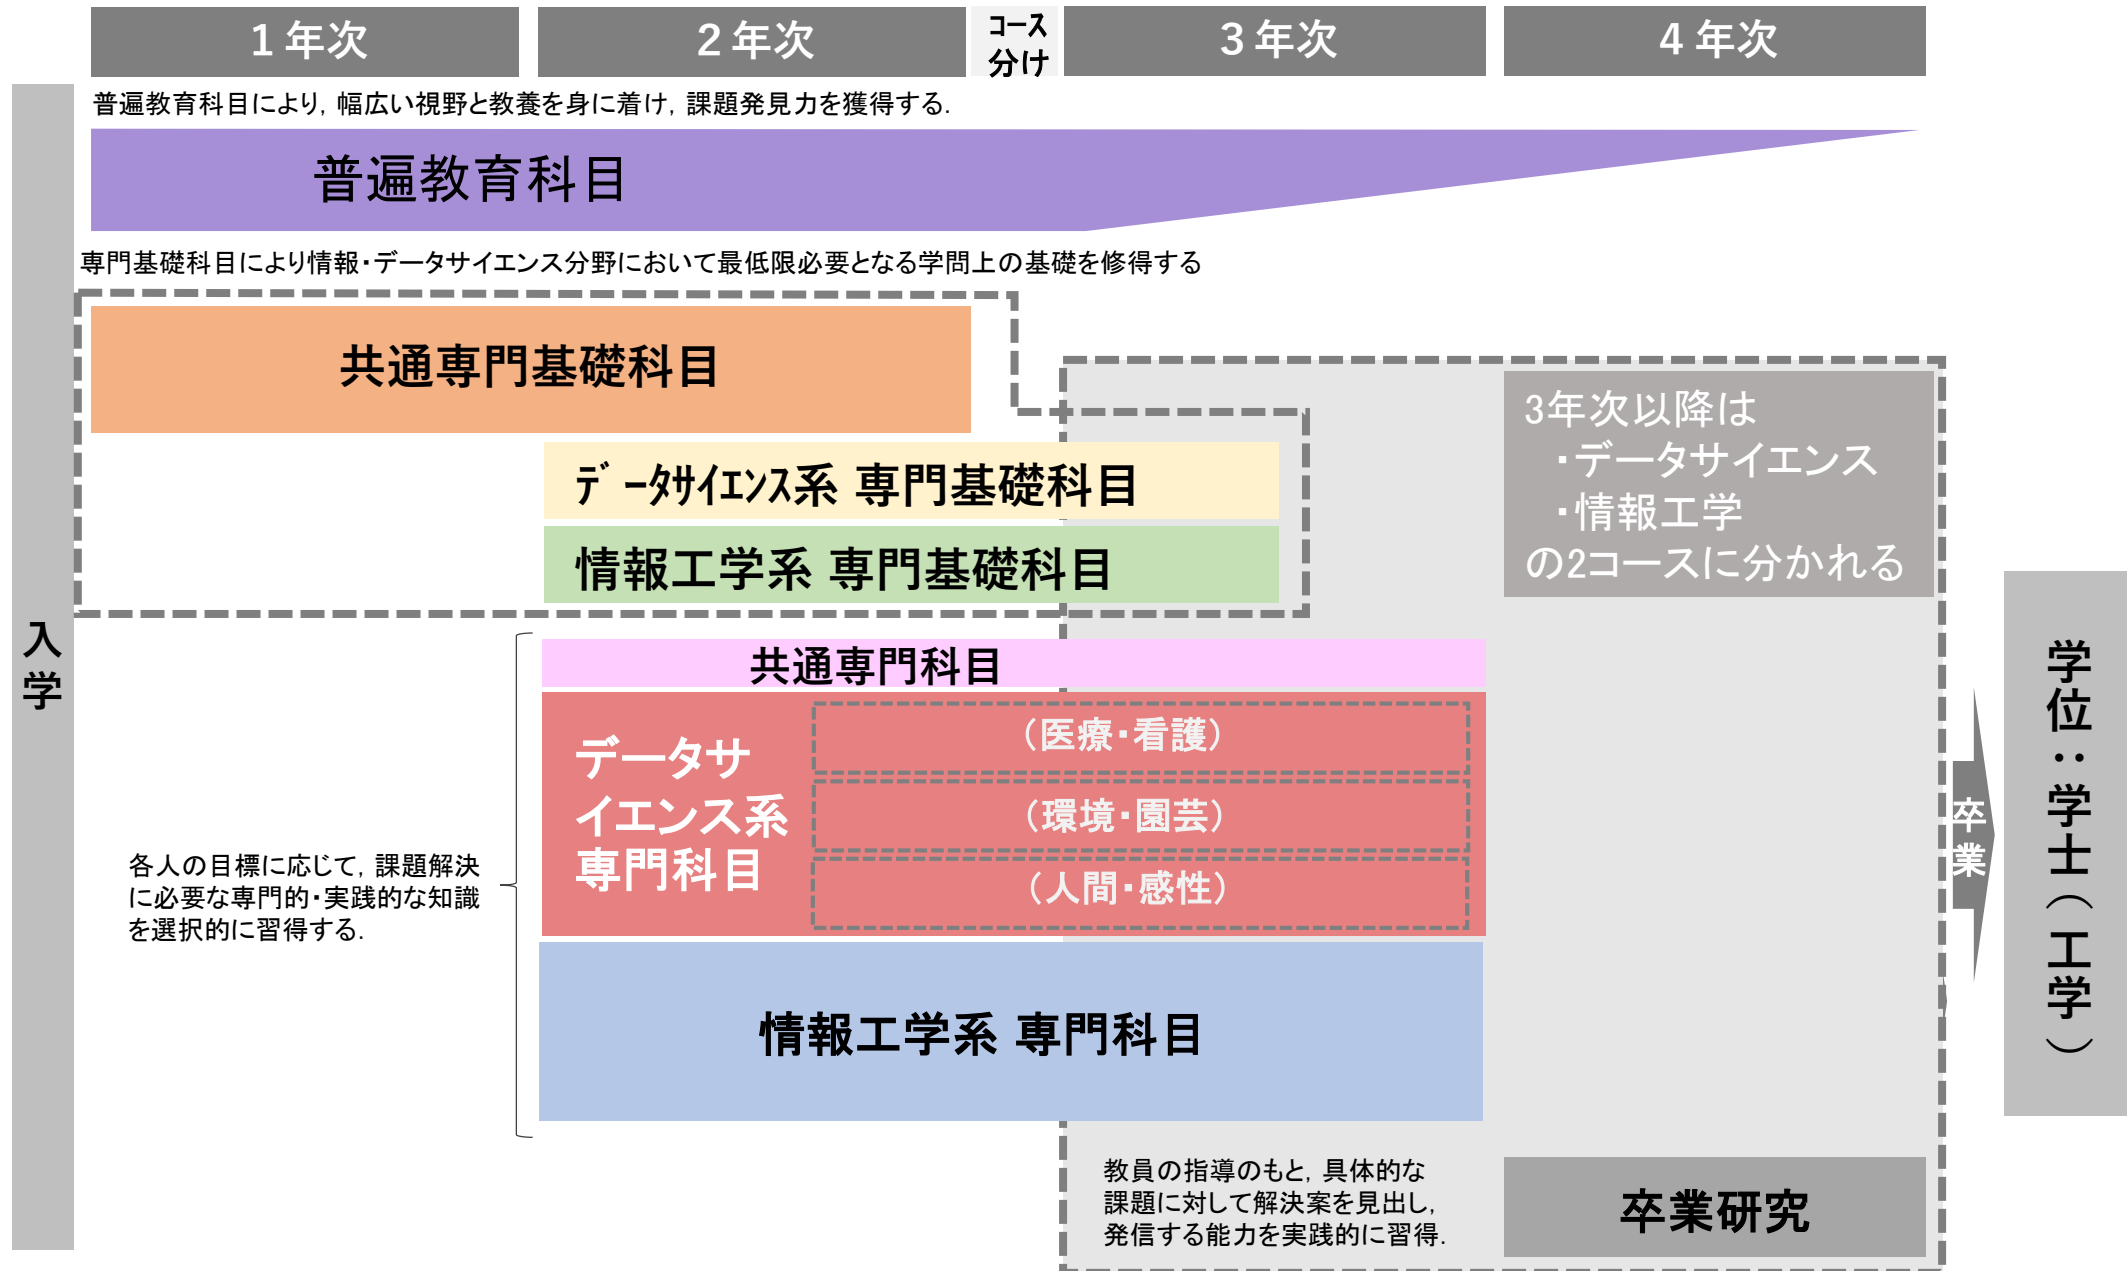 1年次
2年次
コース
分け
3年次
4年次
普遍教育科目により，幅広い視野と教養を身に着け，課題発見力を獲得する．
普遍教育科目
専門基礎科目により情報・データサイエンス分野において最低限必要となる学問上の基礎を修得する
共通専門基礎科目
データサイエンス系 専門基礎科目
情報工学系 専門基礎科目
3年次以降は
・データサイエンス
・情報工学
の2コースに分かれる
入学
共通専門科目
データサ
イエンス系
専門科目
（医療・看護）
（環境・園芸）
（人間・感性）
各人の目標に応じて，課題解決
に必要な専門的・実践的な知識
を選択的に習得する．
情報工学系 専門科目
教員の指導のもと，具体的な
課題に対して解決案を見出し，
発信する能力を実践的に習得．
卒業研究
卒業
学位：学士（工学）